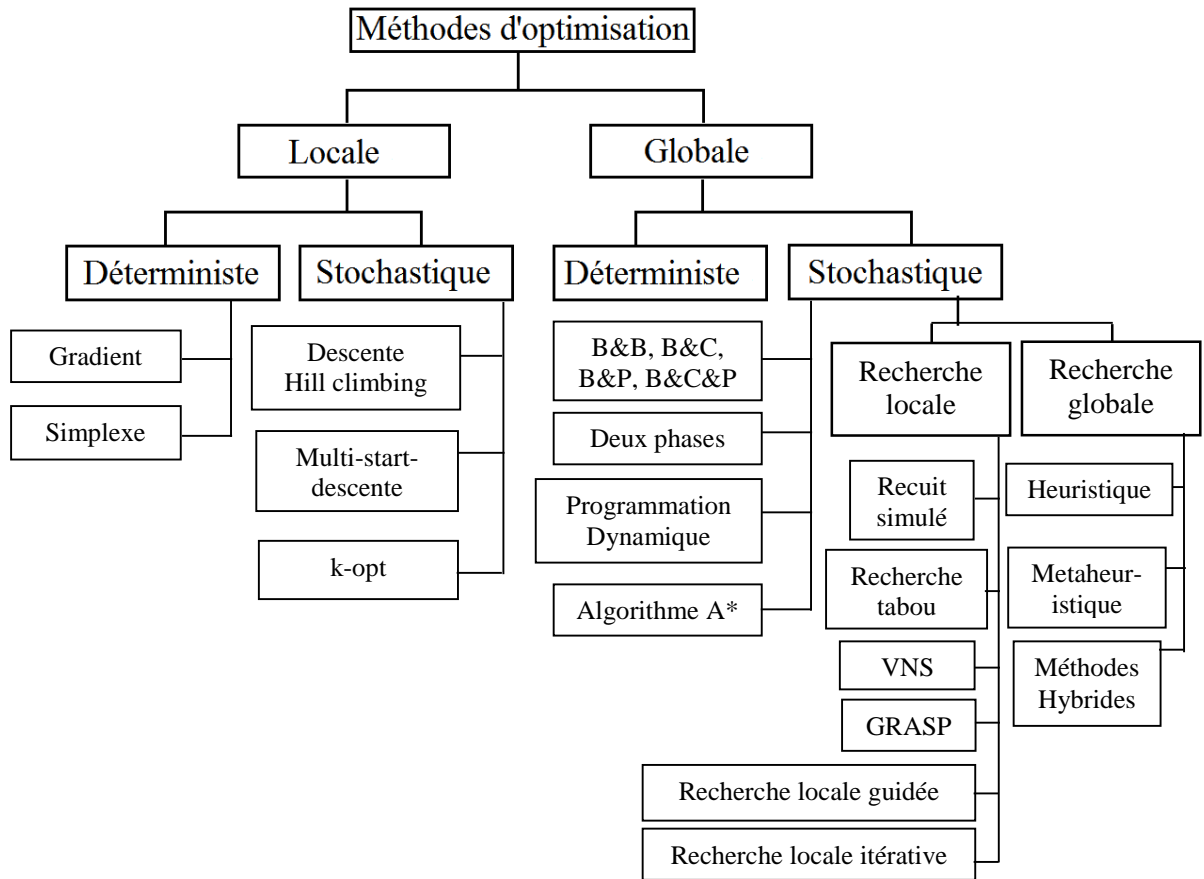 Méthodes d'optimisation
Locale
Globale
Déterministe
Stochastique
Déterministe
Stochastique
Gradient
Simplexe
Descente
Hill climbing
Multi-start-
descente
k-opt
B&B, B&C,
B&P, B&C&P
Deux phases
Programmation
Dynamique
Algorithme A*
Recherche
locale
Recherche
globale
Recuit
simulé
Recherche
tabou
VNS
GRASP
Recherche locale guidée
Recherche locale itérative
Heuristique
Metaheur-
istique
Méthodes
Hybrides